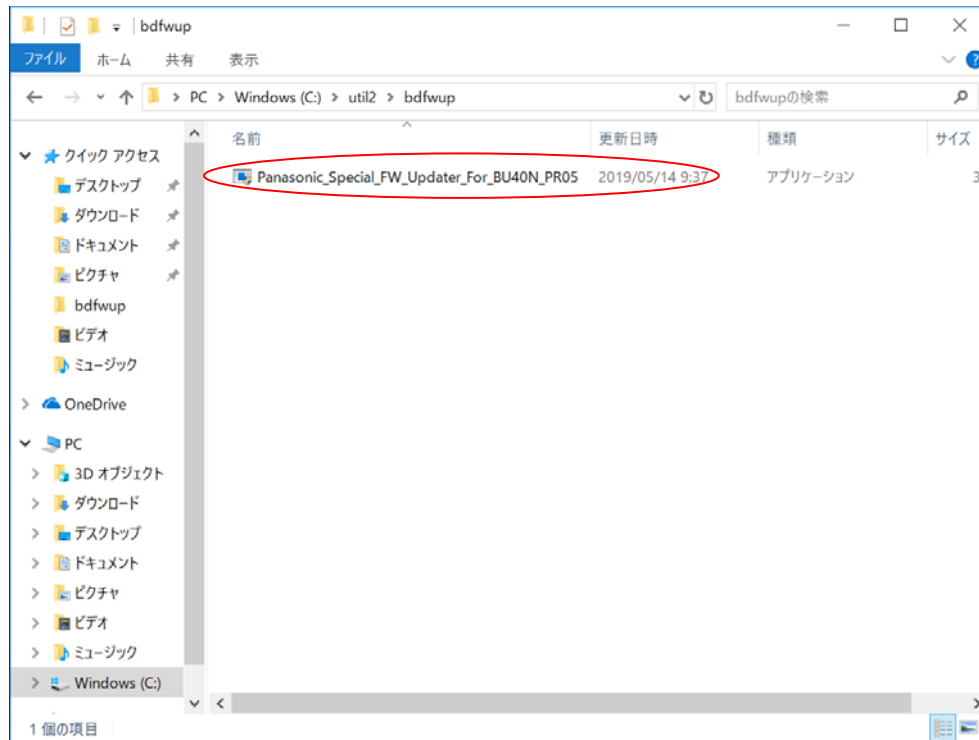 bdfwup
ファイル ホーム 共有 表示
PC > Windows (C:) > util2 > bdfwup
bdfwupの検索
名前 更新日時 種類 サイズ
Panasonic_Special_FW_Updater_For_BU40N_PR05 2019/05/14 9:37 アプリケーション 3
クイック アクセス
デスクトップ
ダウンロード
ドキュメント
ピクチャ
bdfwup
ビデオ
ミュージック
OneDrive
PC
3D オブジェクト
ダウンロード
デスクトップ
ドキュメント
ピクチャ
ビデオ
ミュージック
Windows (C:)
1 個の項目